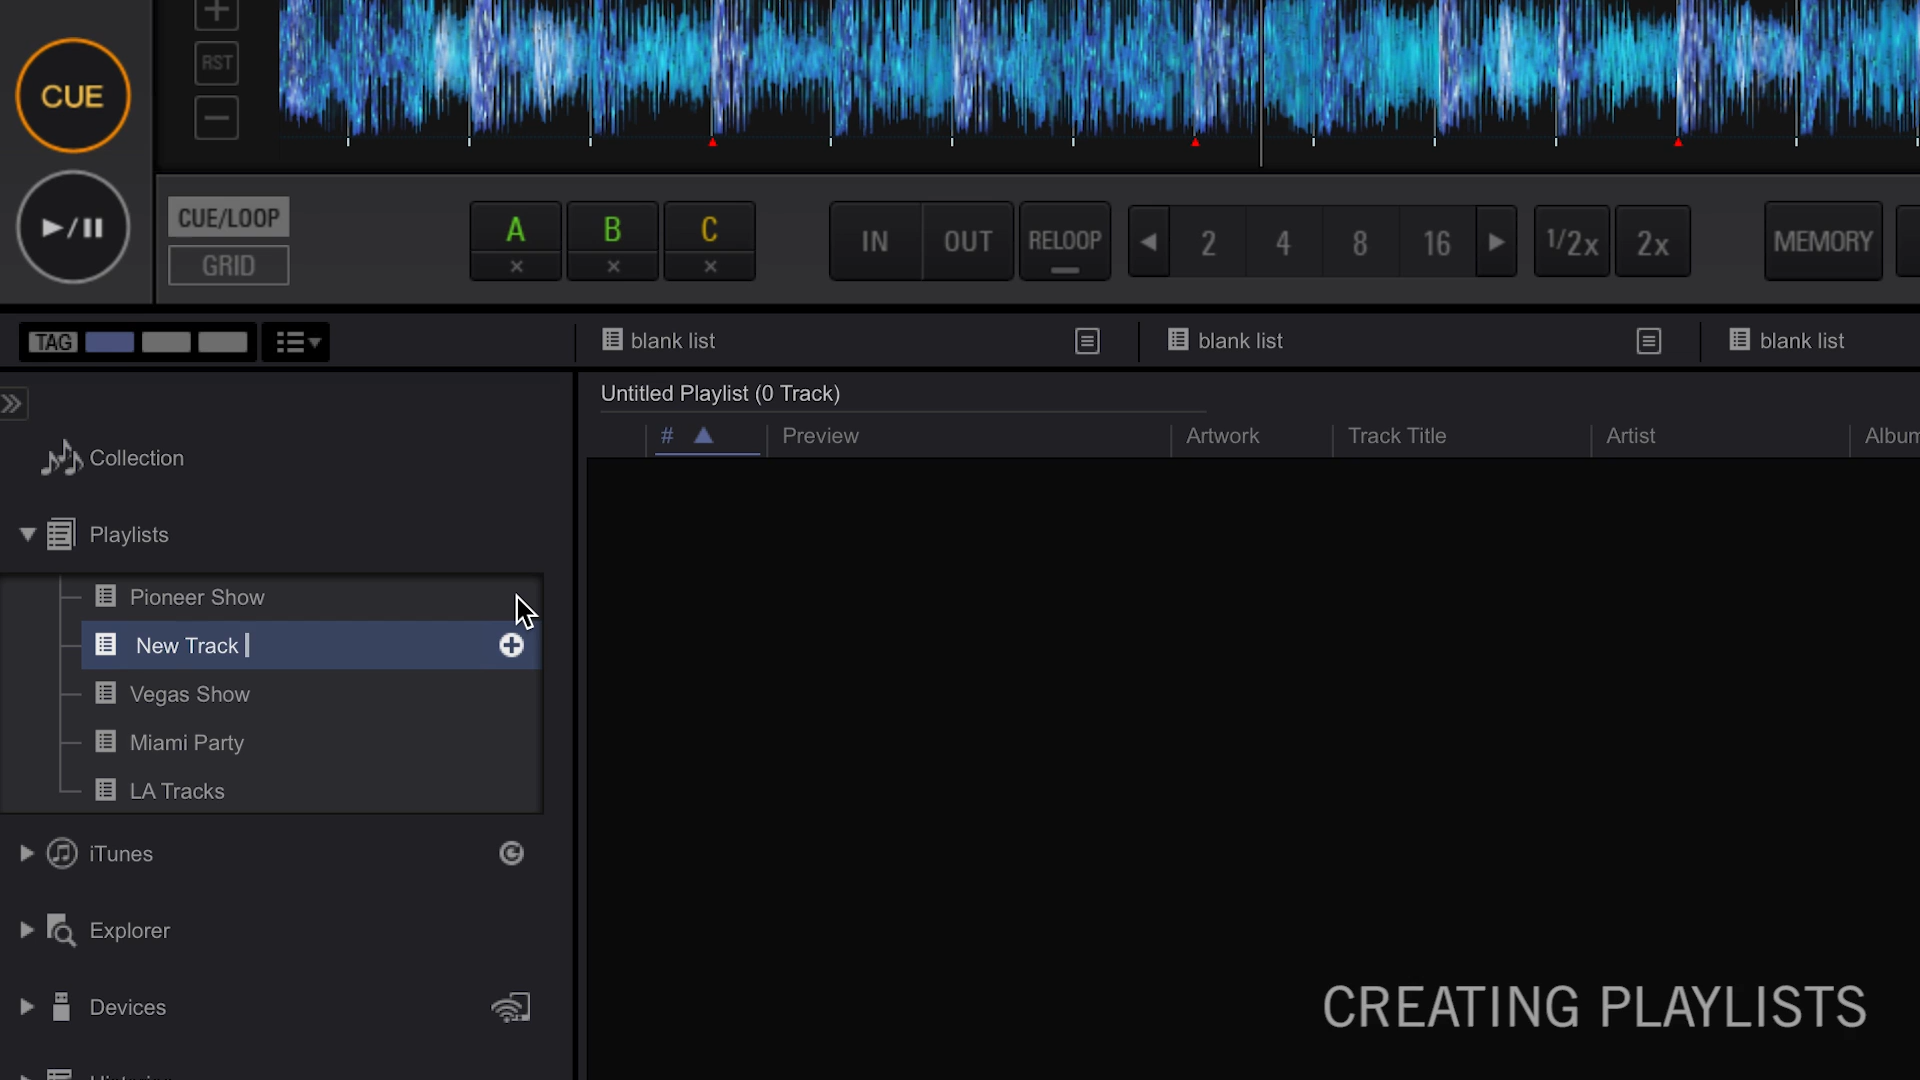 CUE
RST
CUE/LOOP
GRID
A
B
C
IN
OUT
RELOOP
2
4
8
16
1/2x
2x
MEMORY
TAG
blank list
blank list
blank list
Untitled Playlist (0 Track)
#
Preview
Artwork
Track Title
Artist
Album
Collection
Playlists
Pioneer Show
New Track
Vegas Show
Miami Party
LA Tracks
iTunes
Explorer
Devices
CREATING PLAYLISTS